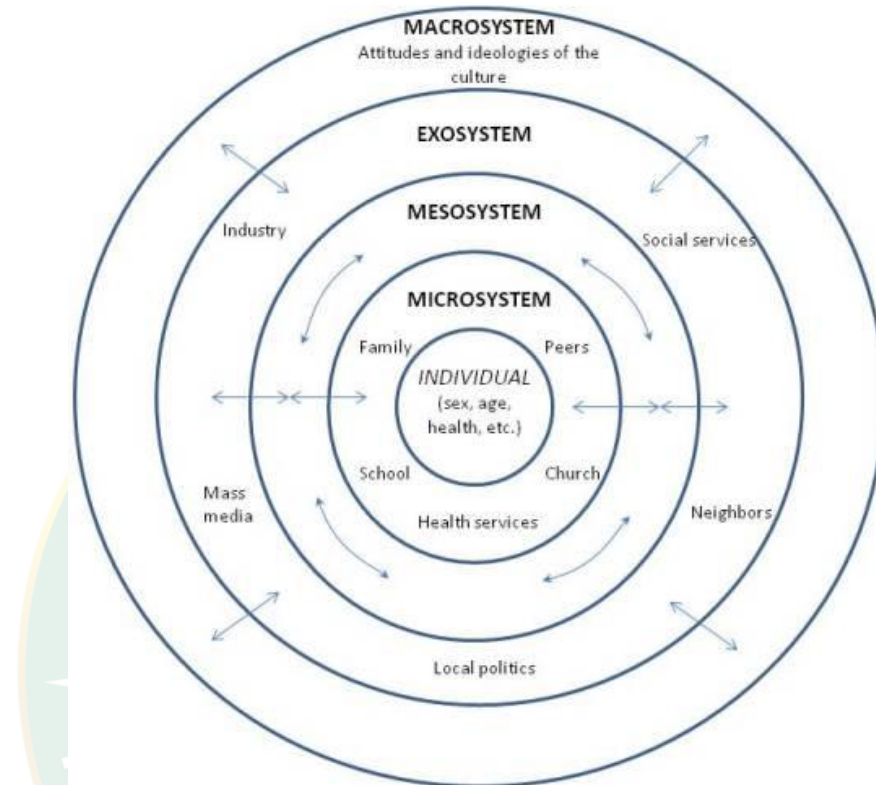 MACROSYSTEM
Attitudes and ideologies of the
culture
EXOSYSTEM
MESOSYSTEM
Industry
Social services
MICROSYSTEM
Family
Peers
INDIVIDUAL
(sex, age,
health, etc.)
School
Church
Mass
media
Health services
Neighbors
Local politics